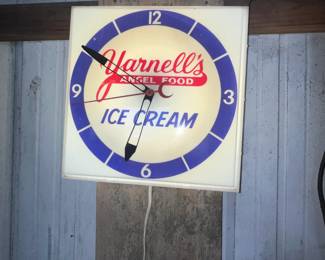 12
Yarnell's
ANGEL FOOD
9
3
ICE CREAM
6